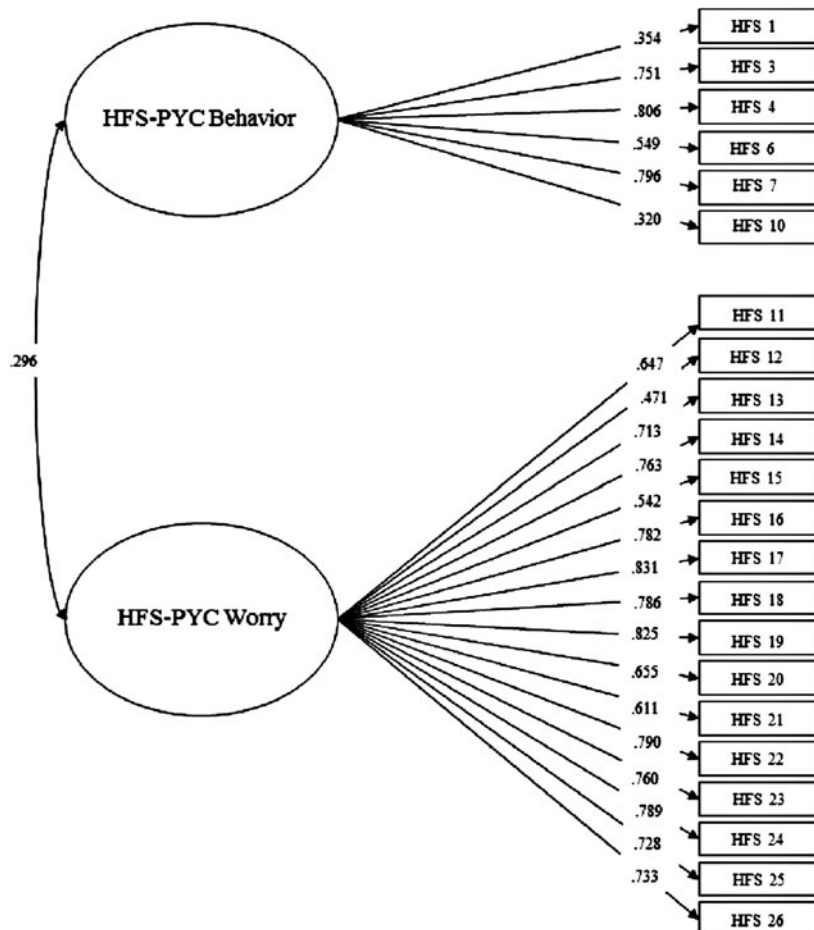 HFS-PYC Behavior
.354
.751
.806
.549
.796
.320
HFS 1
HFS 3
HFS 4
HFS 6
HFS 7
HFS 10
.296
HFS-PYC Worry
.647
.471
.713
.763
.542
.782
.831
.786
.825
.655
.611
.790
.760
.789
.728
.733
HFS 11
HFS 12
HFS 13
HFS 14
HFS 15
HFS 16
HFS 17
HFS 18
HFS 19
HFS 20
HFS 21
HFS 22
HFS 23
HFS 24
HFS 25
HFS 26